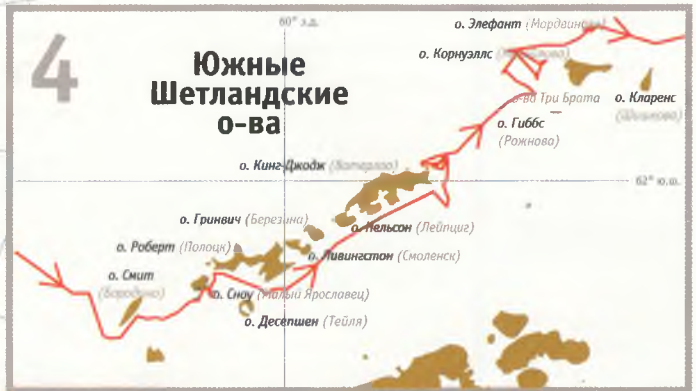 4
60° з.д.
Южные
Шетландские
о-ва
о. Элефант (Мордвинова)
о. Корнуэллс
о-ва Три Брата
о. Кларенс
(Шишкова)
о. Гиббс
(Рожнова)
о. Кинг-Джодж (Ватерлоо)
62° ю.ш.
о. Гринвич (Березина)
о. Нельсон (Лейпциг)
о. Роберт (Полоцк)
о. Ливингстон (Смоленск)
о. Смит
(Бородино)
о. Сноу (Малый Ярославец)
о. Десепшен (Тейля)